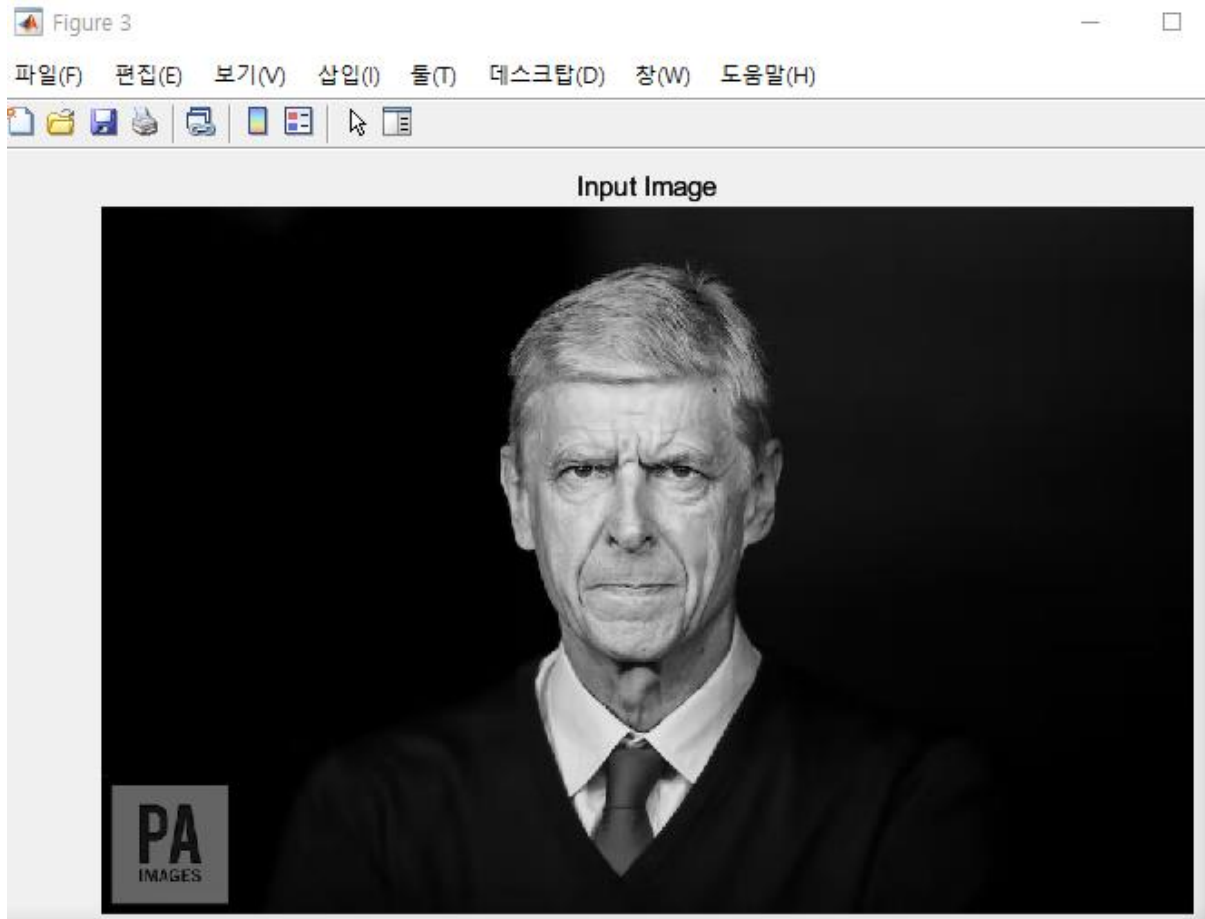 Figure 3
파일(F) 편집(E) 보기(V) 삽입(I) 툴(T) 데스크탑(D) 창(W) 도움말(H)
Input Image
PA
IMAGES